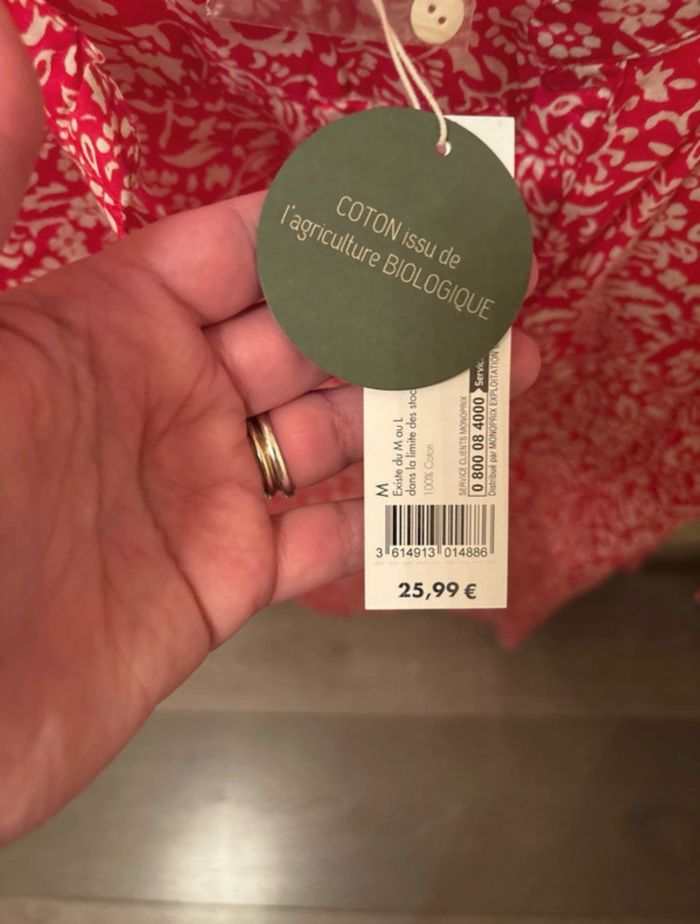 COTON issu de
l'agriculture BIOLOGIQUE
M
Existe du M au L
dans la limite des stoc
100% Coton
SERVICE CLIENTS MONOPRIX
0 800 08 4000 Servic
Distribué par MONOPRIX EXPLOITATION
3 614913 014886
25,99 €